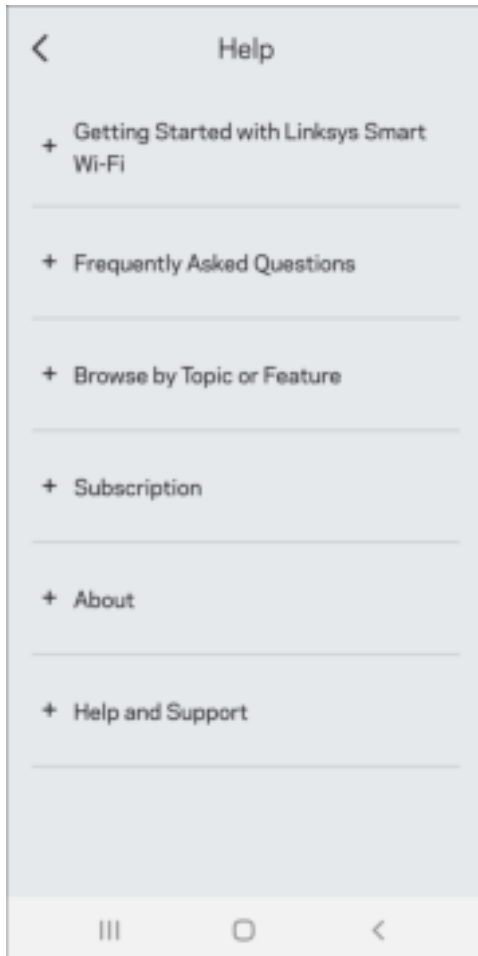 Help
+ Getting Started with Linksys Smart
Wi-Fi
+ Frequently Asked Questions
+ Browse by Topic or Feature
+ Subscription
+ About
+ Help and Support